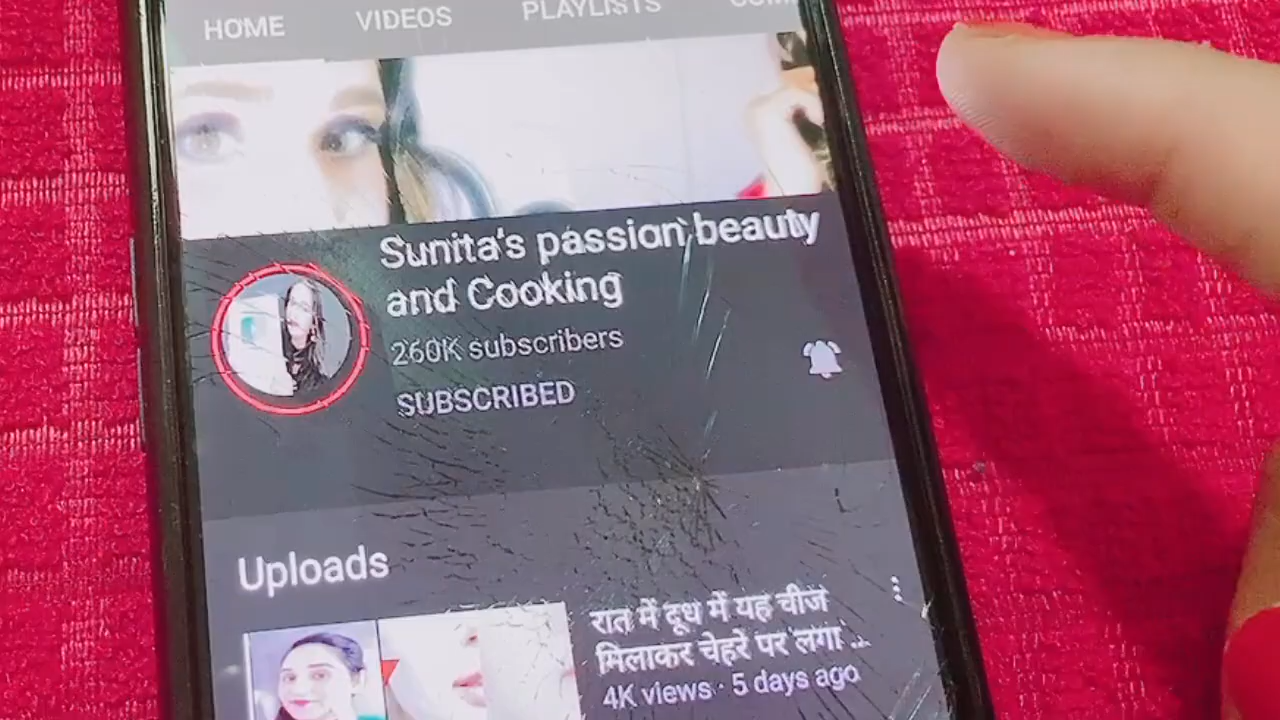 HOME VIDEOS PLAYLISTS
Sunita's passion beauty
and Cooking
260K subscribers
SUBSCRIBED
Uploads
रात में दूध में यह चीज
मिलाकर चेहरे पर लगा ...
4K views · 5 days ago